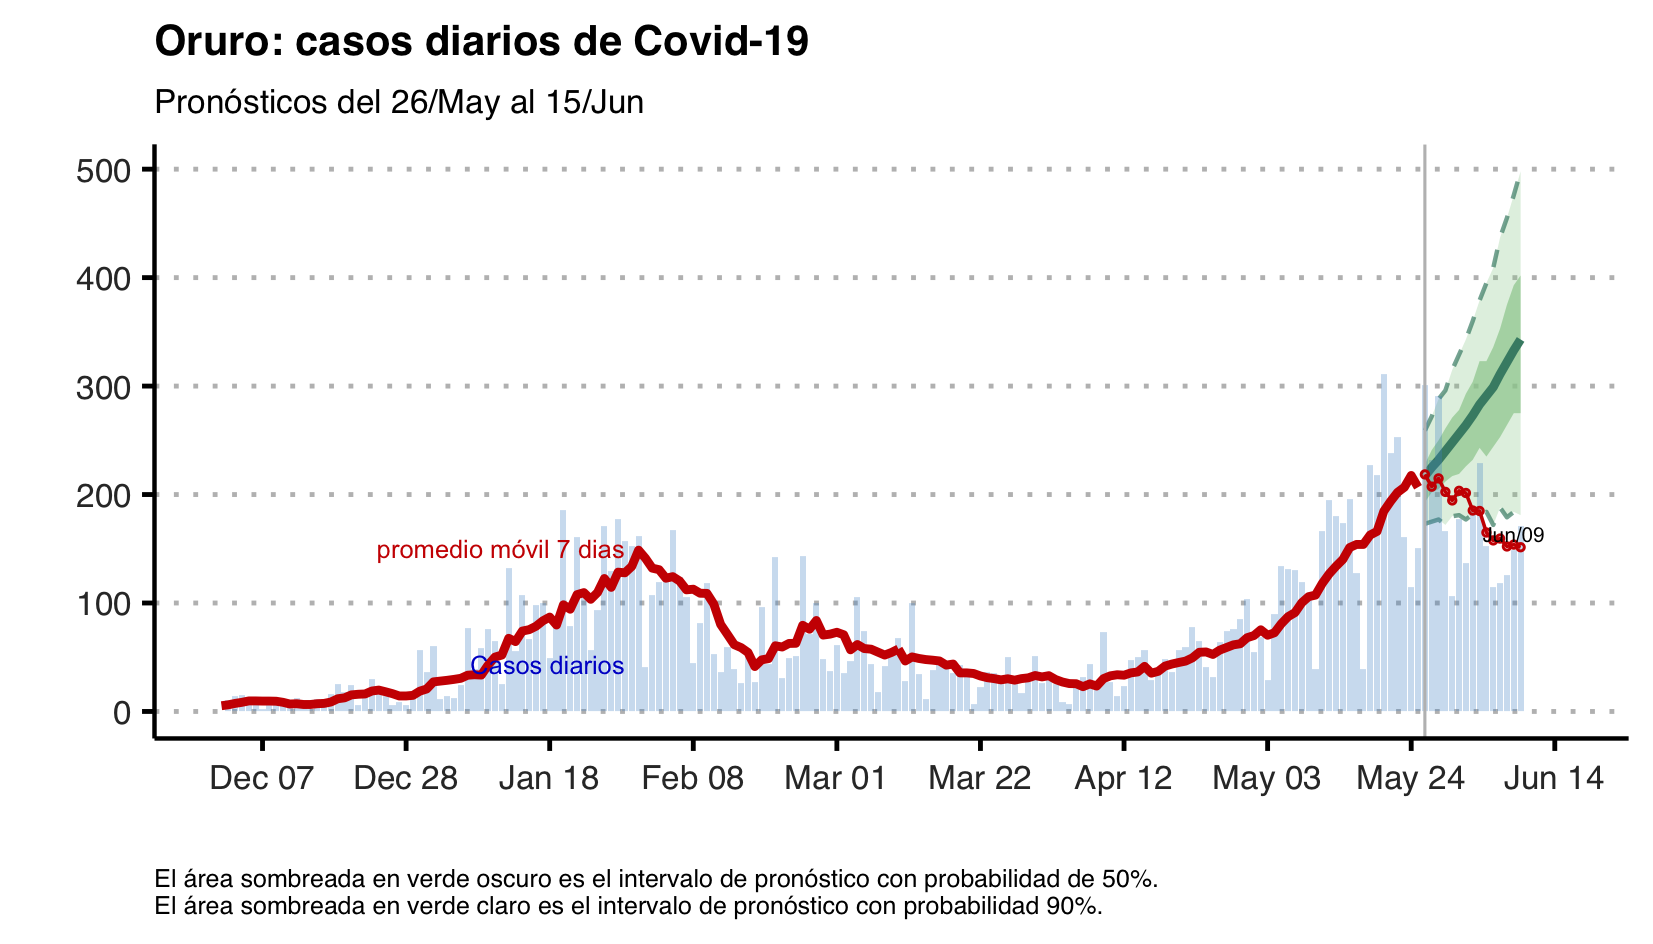 Oruro: casos diarios de Covid-19
Pronósticos del 26/May al 15/Jun
500
400
300
200
100
0
promedio móvil 7 dias
Casos diarios
Jun/09
Dec 07 Dec 28 Jan 18 Feb 08 Mar 01 Mar 22 Apr 12 May 03 May 24 Jun 14
El área sombreada en verde oscuro es el intervalo de pronóstico con probabilidad de 50%.
El área sombreada en verde claro es el intervalo de pronóstico con probabilidad 90%.